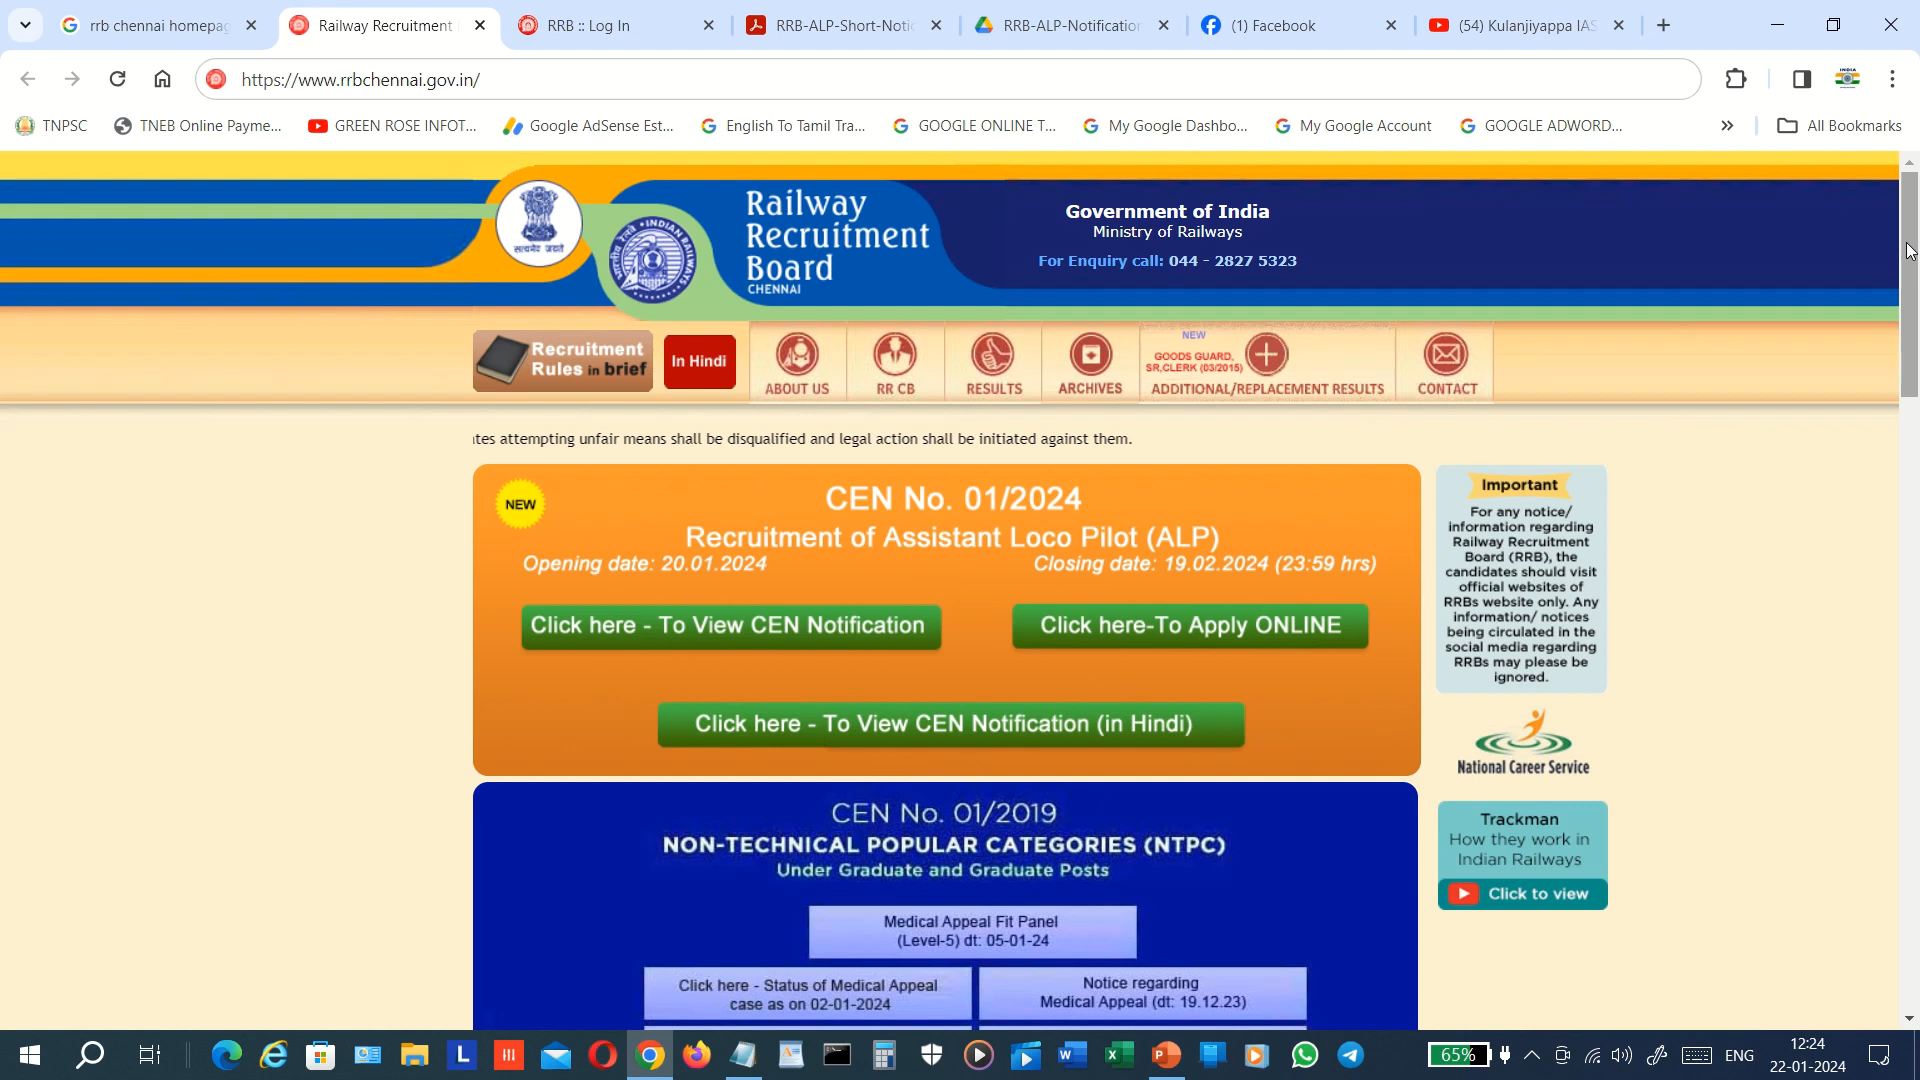 rrb chennai homepag
Railway Recruitment
RRB :: Log In
RRB-ALP-Short-Notic
RRB-ALP-Notification
(1) Facebook
(54) Kulanjiyappa IAS
https://www.rrbchennai.gov.in/
TNPSC
TNEB Online Payme...
GREEN ROSE INFOT...
Google AdSense Est...
English To Tamil Tra...
GOOGLE ONLINE T...
My Google Dashbo...
My Google Account
GOOGLE ADWORD...
All Bookmarks
सत्यमेव जयते
INDIAN RAILWAYS
भारतीय रेल
Railway
Recruitment
Board
CHENNAI
Government of India
Ministry of Railways
For Enquiry call: 044 - 2827 5323
Recruitment
Rules in brief
In Hindi
ABOUT US
RR CB
RESULTS
ARCHIVES
NEW
GOODS GUARD,
SR,CLERK (03/2015)
ADDITIONAL/REPLACEMENT RESULTS
CONTACT
tes attempting unfair means shall be disqualified and legal action shall be initiated against them.
NEW
CEN No. 01/2024
Recruitment of Assistant Loco Pilot (ALP)
Opening date: 20.01.2024
Closing date: 19.02.2024 (23:59 hrs)
Click here - To View CEN Notification
Click here-To Apply ONLINE
Click here - To View CEN Notification (in Hindi)
Important
For any notice/
information regarding
Railway Recruitment
Board (RRB), the
candidates should visit
official websites of
RRBs website only. Any
information/ notices
being circulated in the
social media regarding
RRBs may please be
ignored.
National Career Service
Trackman
How they work in
Indian Railways
Click to view
CEN No. 01/2019
NON-TECHNICAL POPULAR CATEGORIES (NTPC)
Under Graduate and Graduate Posts
Medical Appeal Fit Panel
(Level-5) dt: 05-01-24
Click here - Status of Medical Appeal
case as on 02-01-2024
Notice regarding
Medical Appeal (dt: 19.12.23)
65%
ENG
12:24
22-01-2024